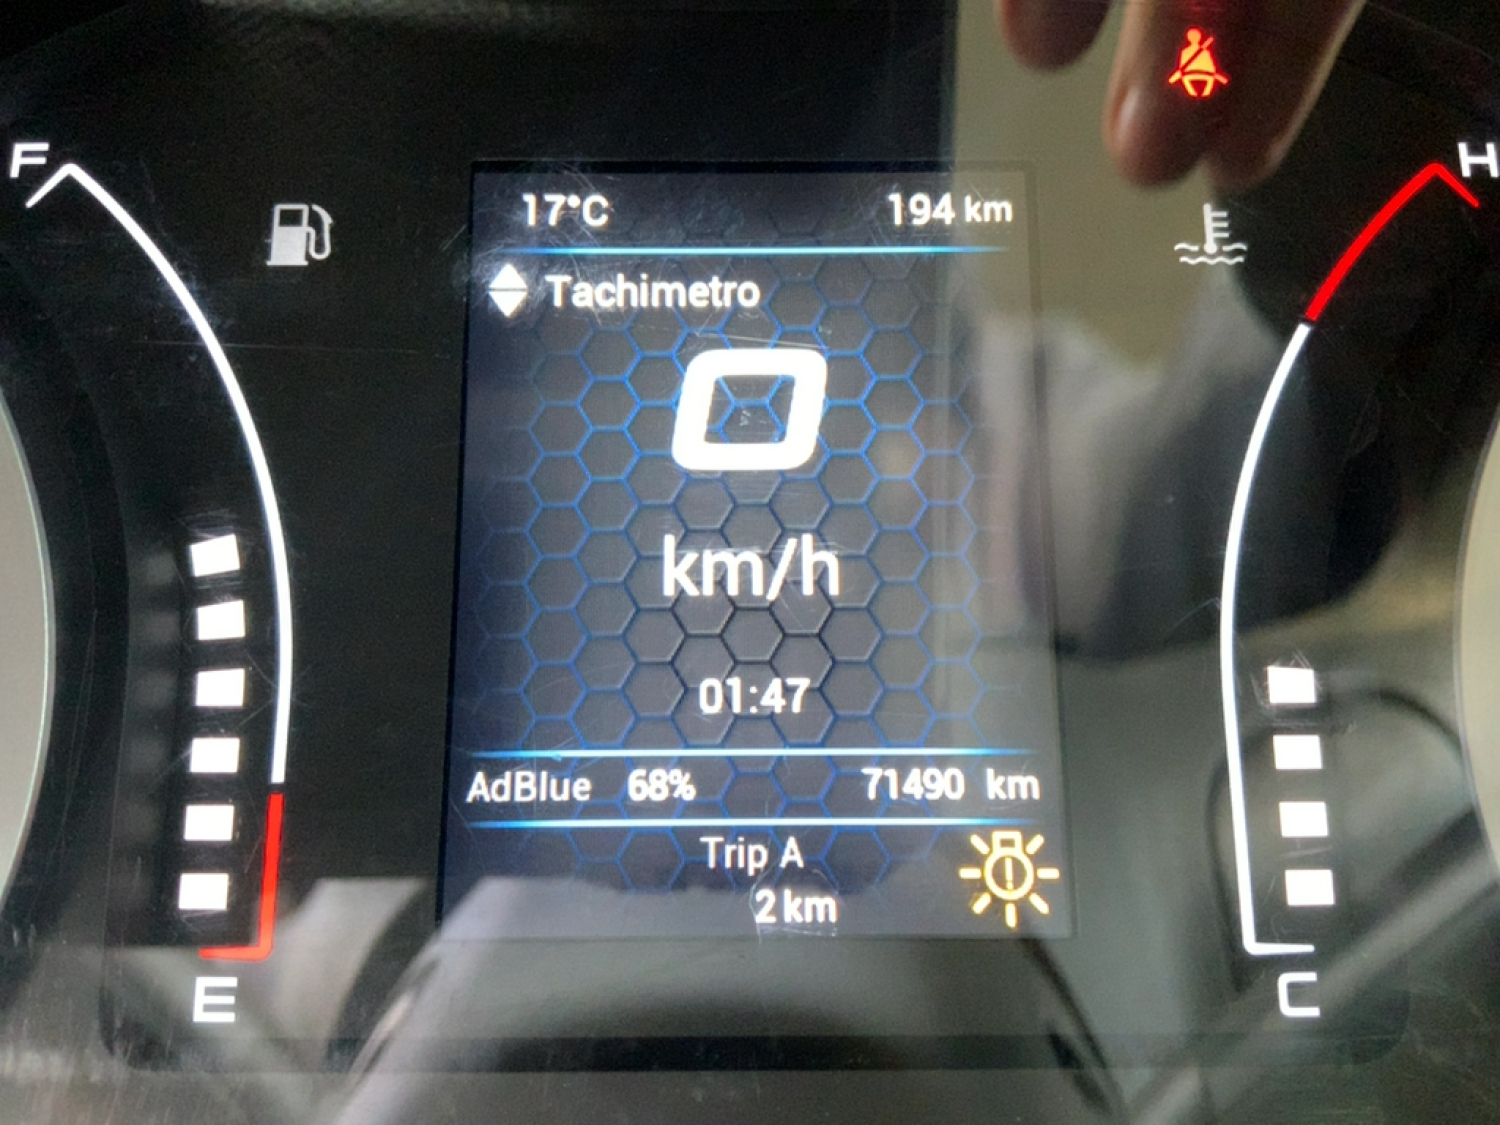 F
H
17°C 194 km
Tachimetro
0
km/h
01:47
AdBlue 68% 71490 km
Trip A
2 km
E
C